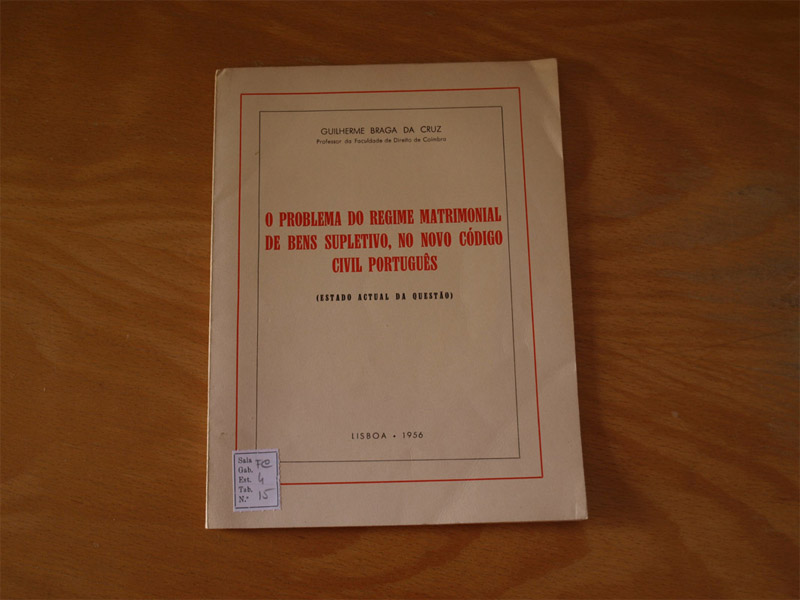 GUILHERME BRAGA DA CRUZ
Professor da Faculdade de Direito de Coimbra
O PROBLEMA DO REGIME MATRIMONIAL
DE BENS SUPLETIVO, NO NOVO CÓDIGO
CIVIL PORTUGUÊS
(ESTADO ACTUAL DA QUESTÃO)
LISBOA • 1956
Sala
Gab.
Est. 4
Tab.
N.º 15